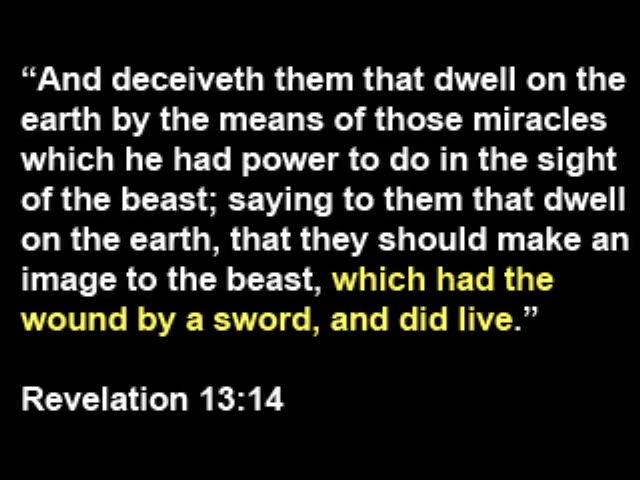 “And deceiveth them that dwell on the
earth by the means of those miracles
which he had power to do in the sight
of the beast; saying to them that dwell
on the earth, that they should make an
image to the beast, which had the
wound by a sword, and did live.”
Revelation 13:14